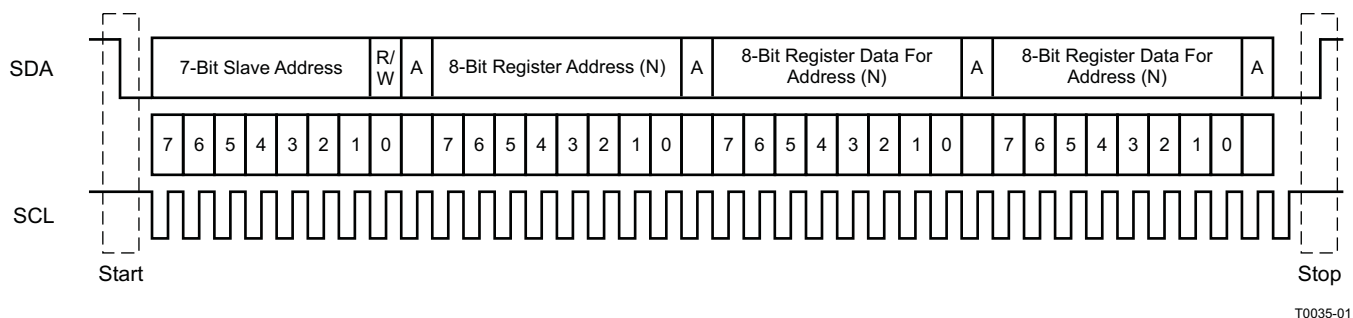 SDA
7-Bit Slave Address
R/
W
A
8-Bit Register Address (N)
A
8-Bit Register Data For
Address (N)
A
8-Bit Register Data For
Address (N)
A
7 6 5 4 3 2 1 0 7 6 5 4 3 2 1 0 7 6 5 4 3 2 1 0 7 6 5 4 3 2 1 0
SCL
Start
Stop
T0035-01